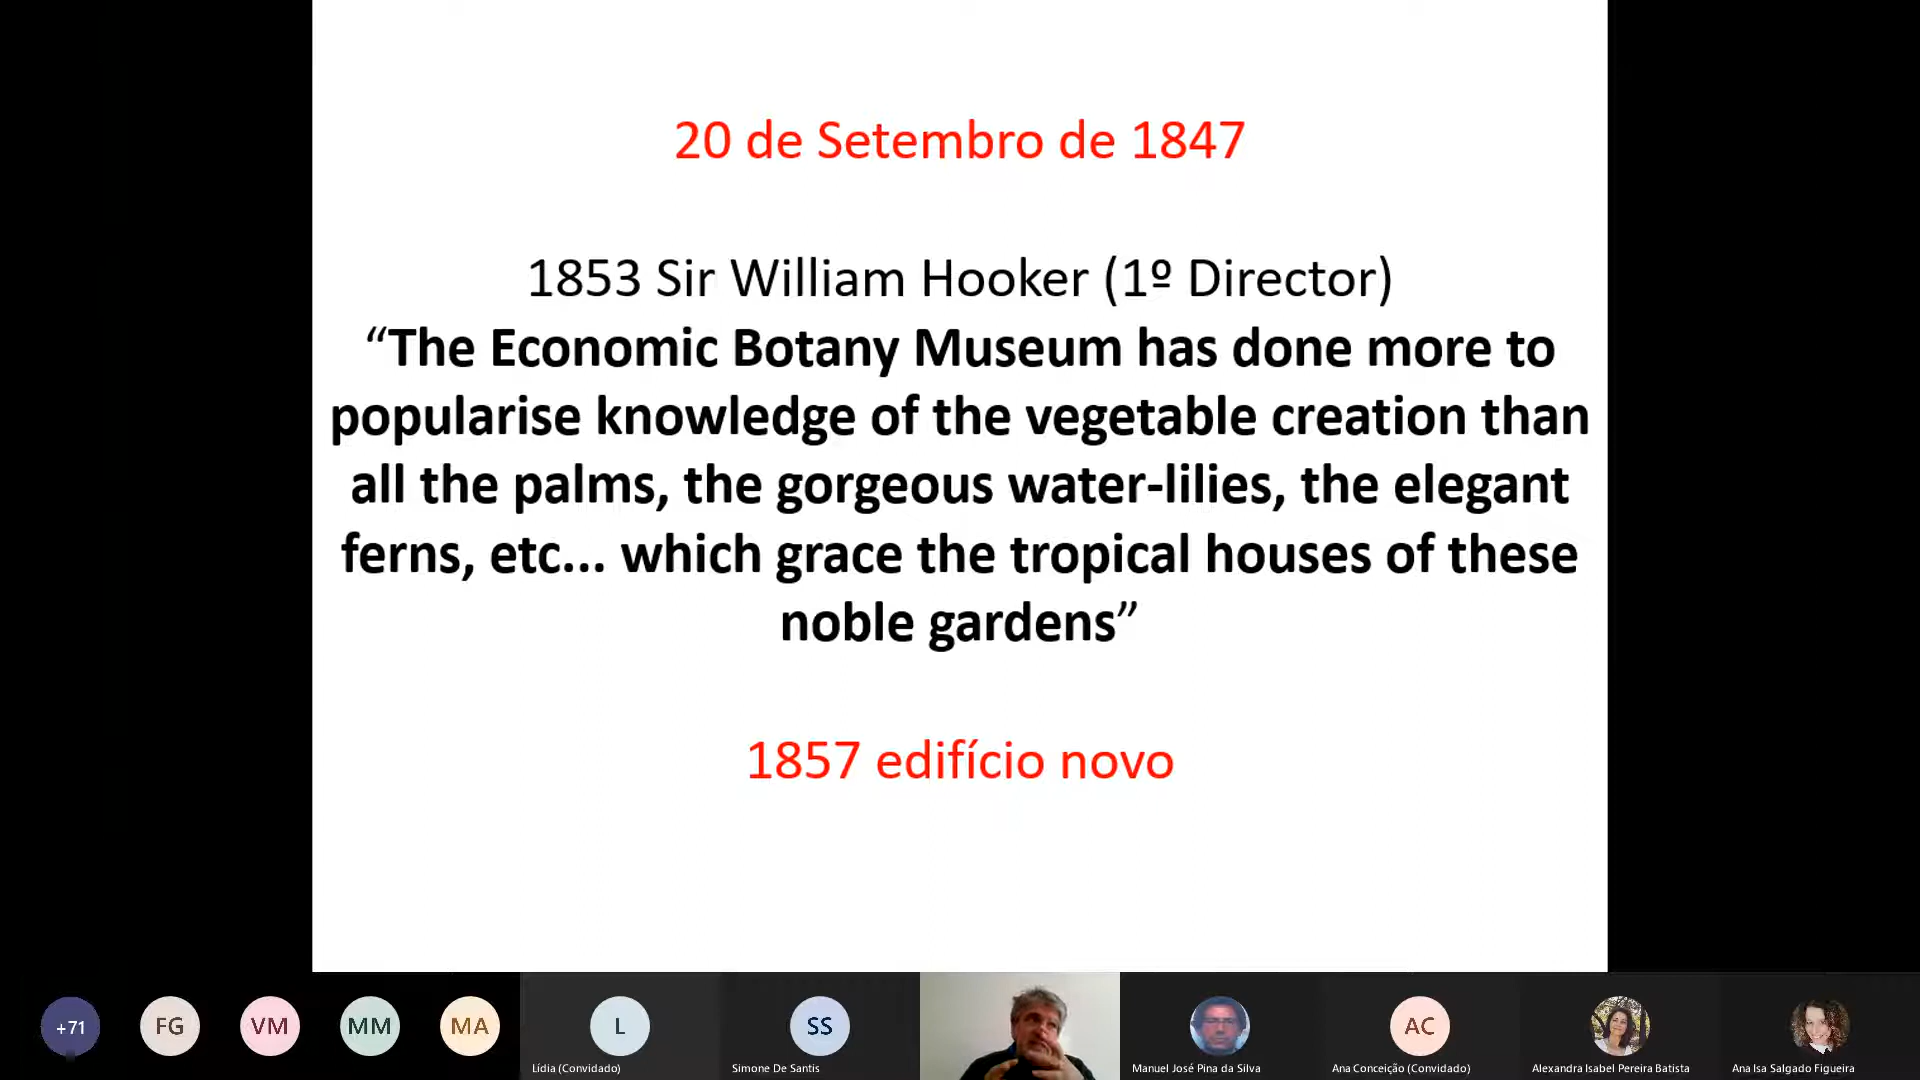 20 de Setembro de 1847
1853 Sir William Hooker (1º Director)
“The Economic Botany Museum has done more to
popularise knowledge of the vegetable creation than
all the palms, the gorgeous water-lilies, the elegant
ferns, etc... which grace the tropical houses of these
noble gardens”
1857 edifício novo
+71
FG
VM
MM
MA
L
SS
AC
Lídia (Convidado)
Simone De Santis
Manuel José Pina da Silva
Ana Conceição (Convidado)
Alexandra Isabel Pereira Batista
Ana Isa Salgado Figueira